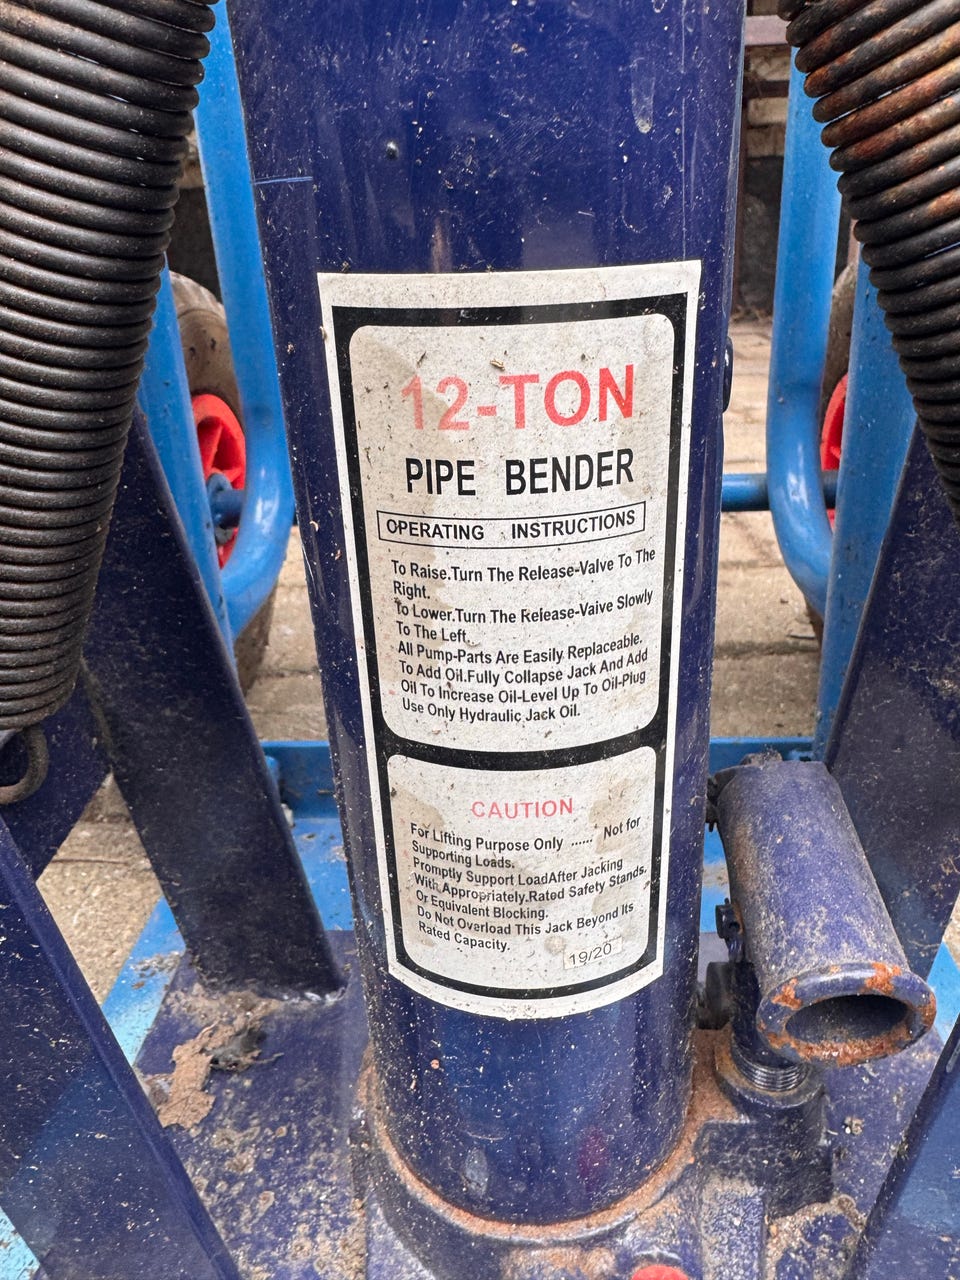 12-TON
PIPE BENDER
OPERATING INSTRUCTIONS
To Raise.Turn The Release-Valve To The
Right.
To Lower.Turn The Release-Vaive Slowly
To The Left.
All Pump-Parts Are Easily Replaceable.
To Add Oil.Fully Collapse Jack And Add
Oil To Increase Oil-Level Up To Oil-Plug
Use Only Hydraulic Jack Oil.
CAUTION
For Lifting Purpose Only ...... Not for
Supporting Loads.
Promptly Support LoadAfter Jacking
With Appropriately.Rated Safety Stands.
Or Equivalent Blocking.
Do Not Overload This Jack Beyond Its
Rated Capacity.
19/20